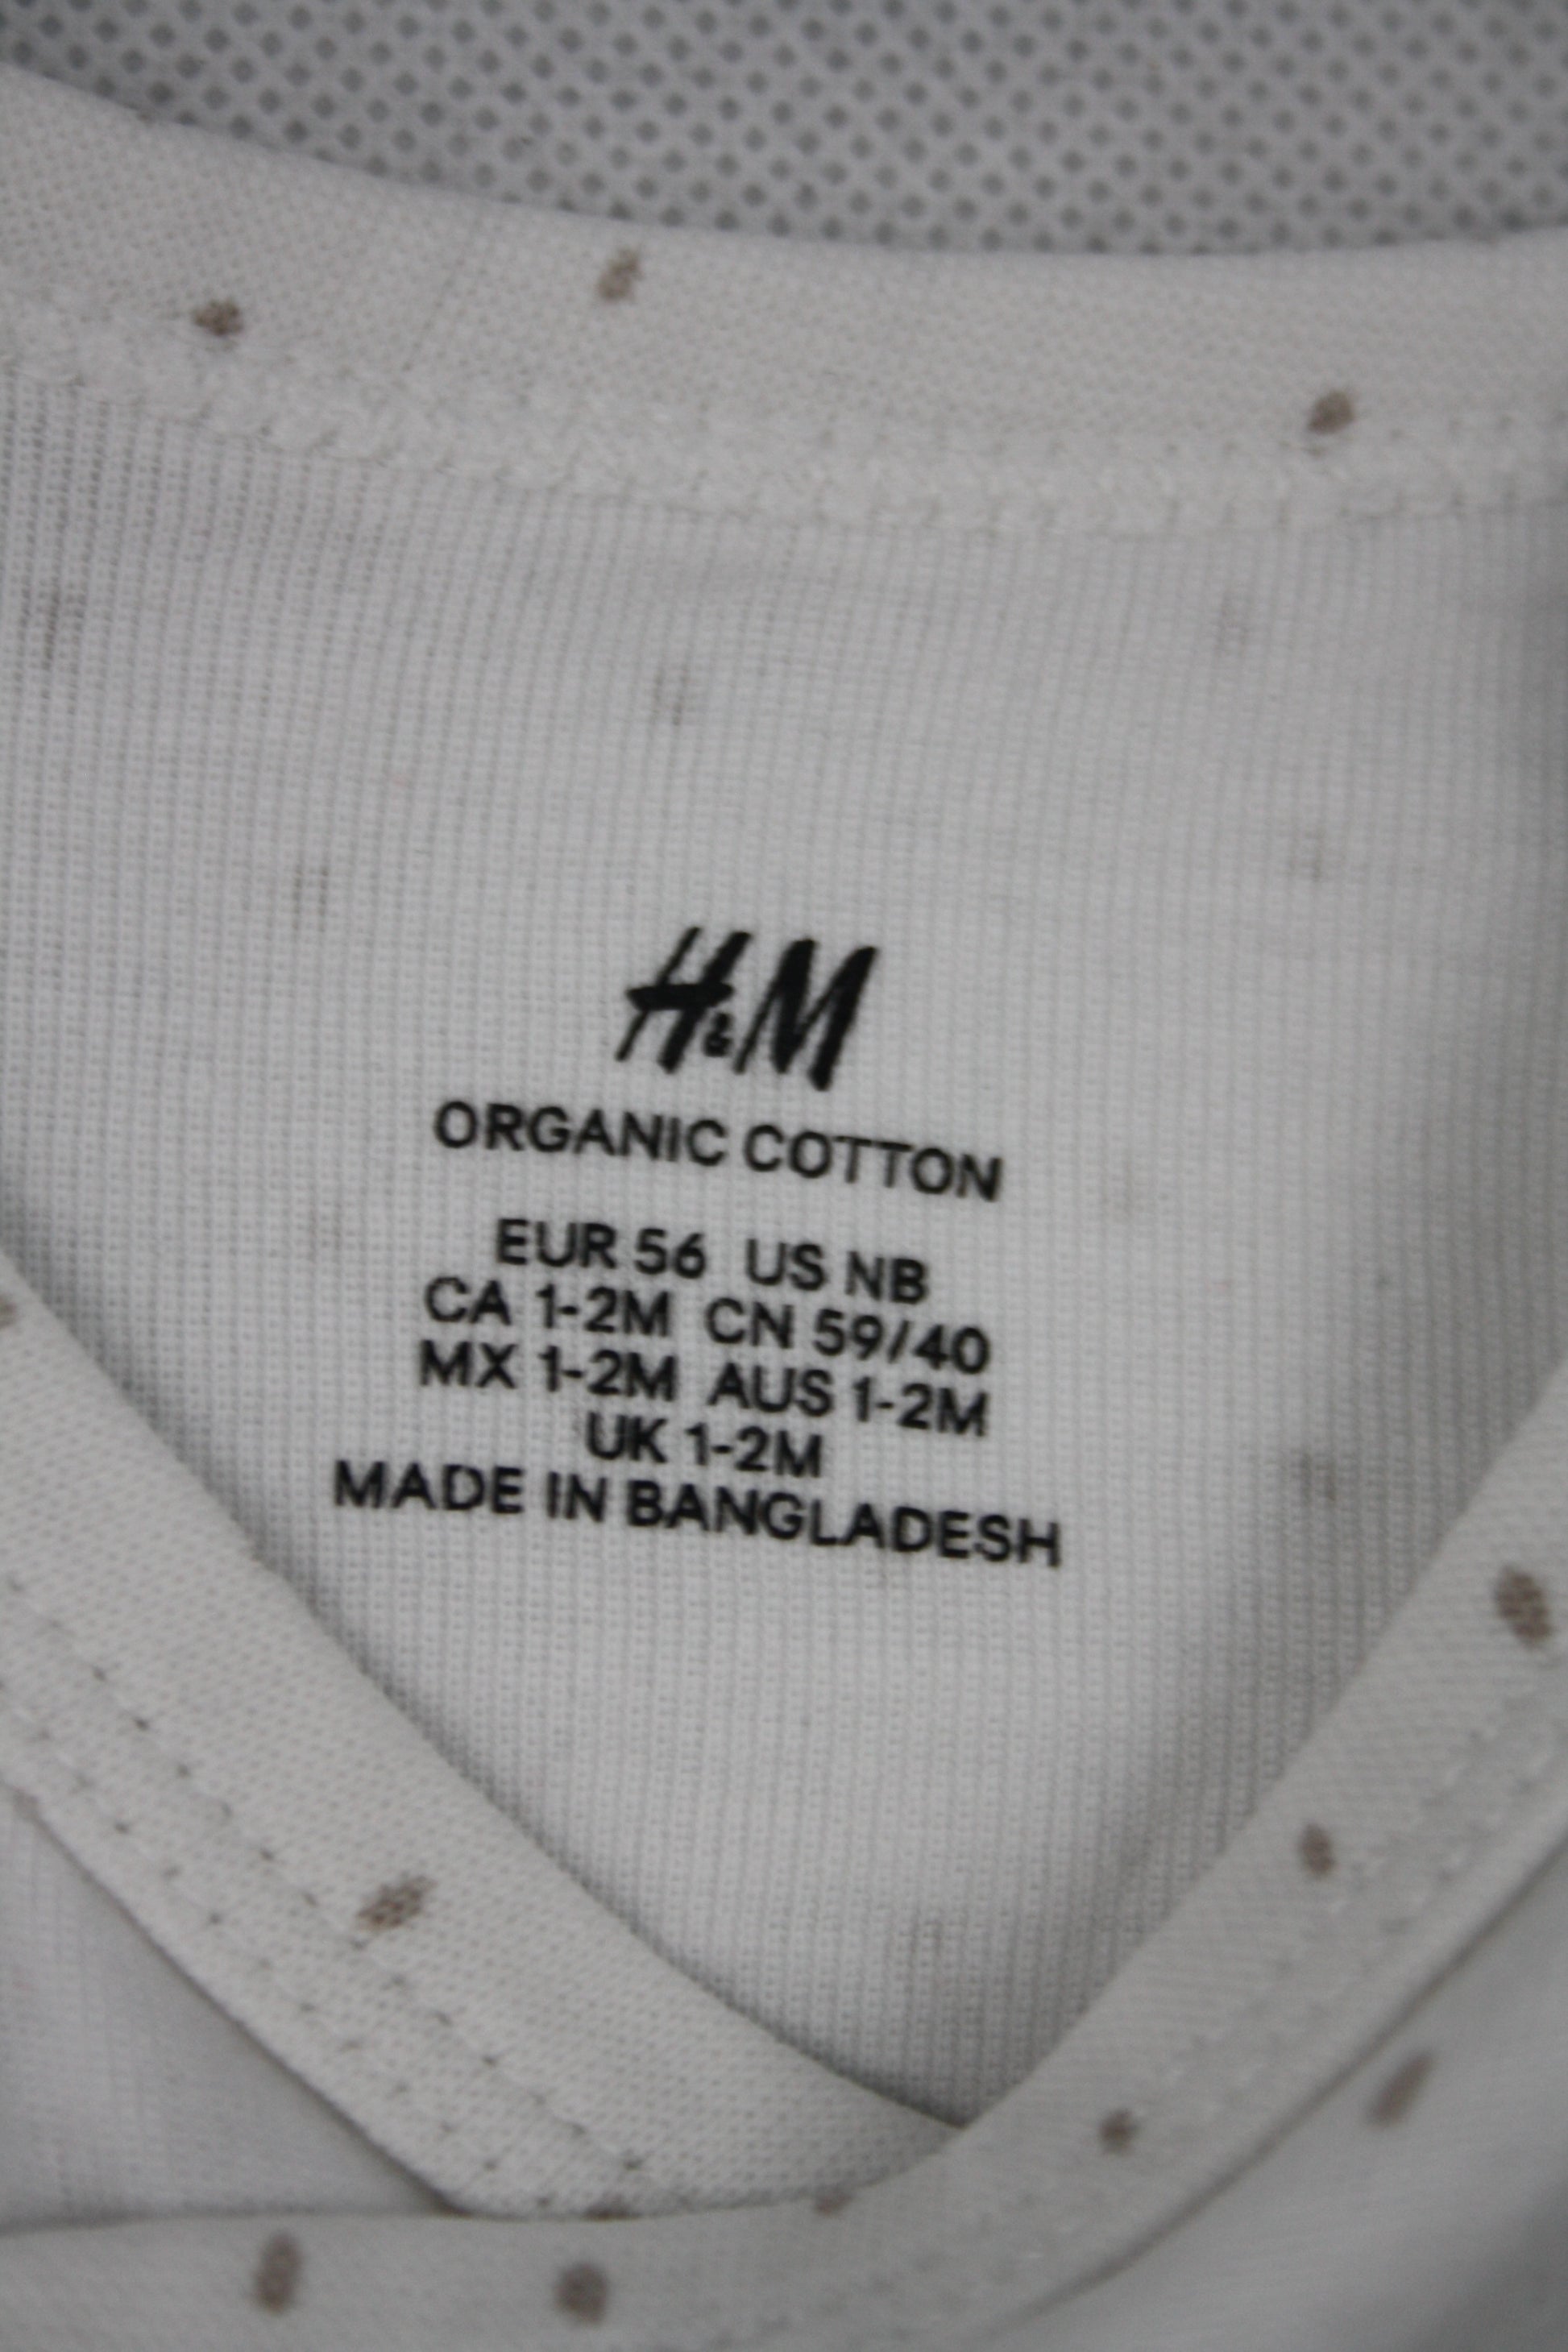 H&M
ORGANIC COTTON
EUR 56 US NB
CA 1-2M CN 59/40
MX 1-2M AUS 1-2M
UK 1-2M
MADE IN BANGLADESH